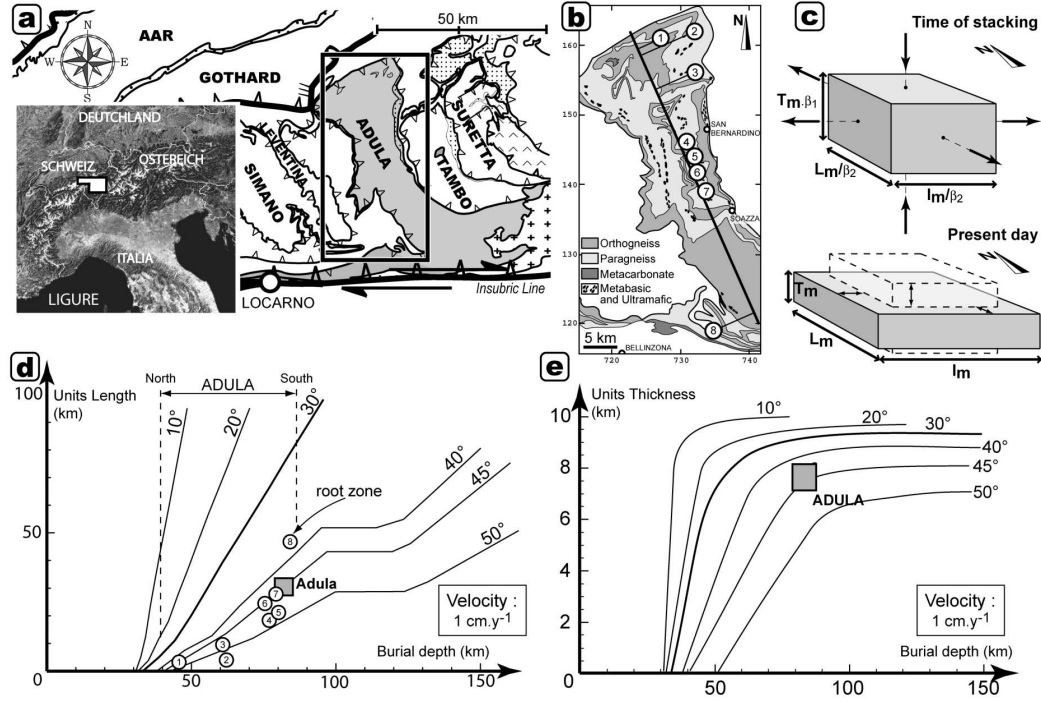 a
50 km
N
W
E
S
AAR
GOTHARD
DEUTCHLAND
SCHWEIZ
ÖSTEREICH
ITALIA
LIGURE
LEVENTINA
SIMANO
ADULA
TAMBO
SURETTA
LOCARNO
Insubric Line
b
N
160
150
140
130
120
720
730
740
1
2
3
4
5
6
7
8
SAN
BERNARDINO
SOAZZA
BELLINZONA
Orthogneiss
Paragneiss
Metacarbonate
Metabasic
and Ultramafic
5 km
c
Time of stacking
N
Tm.β1
Lm/β2
lm/β2
Present day
N
Tm
Lm
lm
d
100
Units Length
(km)
North
ADULA
South
10°
20°
30°
40°
45°
50°
root zone
50
8
Adula
7
6
5
4
3
2
1
Velocity :
1 cm.y-1
Burial depth (km)
0
0
50
100
150
e
Units Thickness
(km)
10
8
6
4
2
0
10°
20°
30°
40°
45°
50°
ADULA
Velocity :
1 cm.y-1
Burial depth (km)
50
100
150